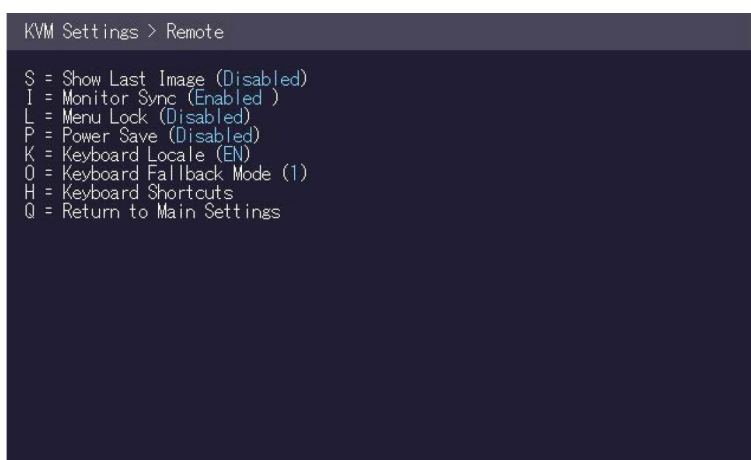 KVM Settings > Remote
S = Show Last Image (Disabled)
I = Monitor Sync (Enabled )
L = Menu Lock (Disabled)
P = Power Save (Disabled)
K = Keyboard Locale (EN)
O = Keyboard Fallback Mode (1)
H = Keyboard Shortcuts
Q = Return to Main Settings